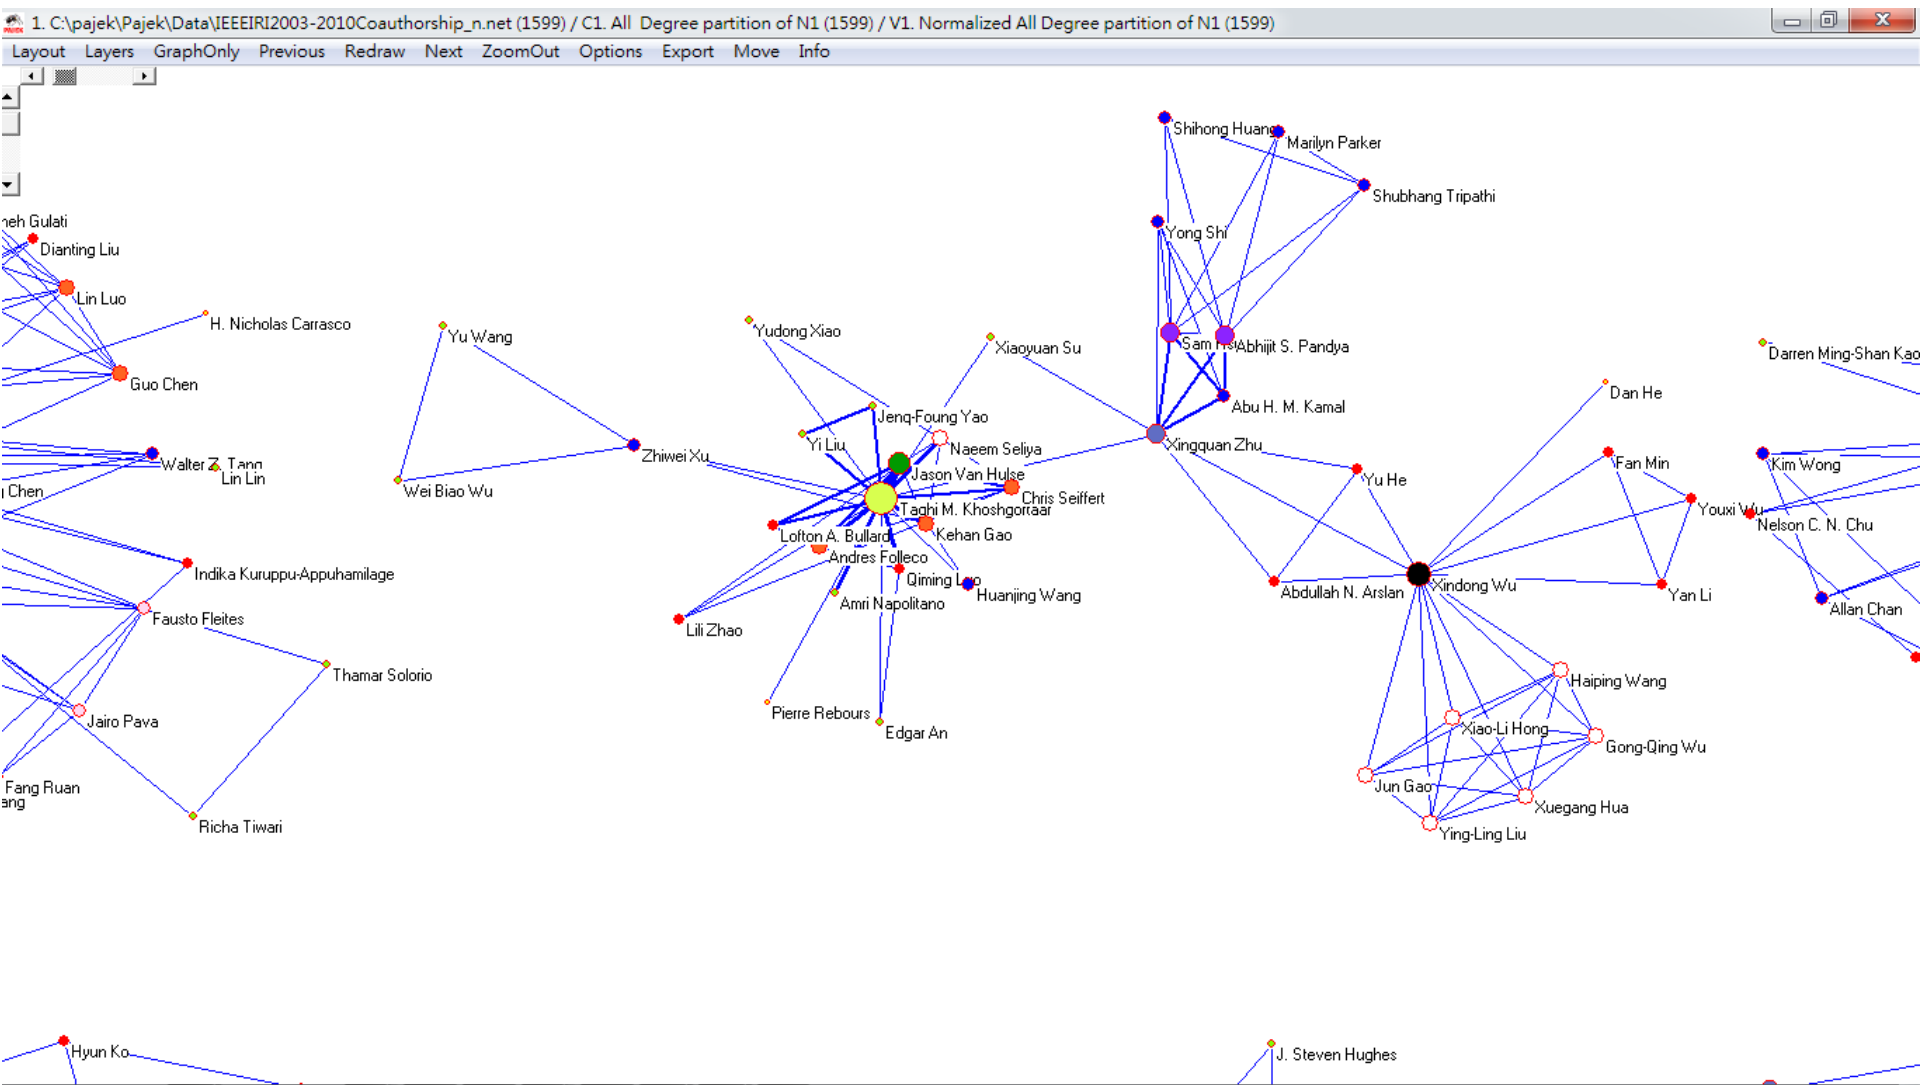 1. C:\pajek\Pajek\Data\IEEEIRI2003-2010Coauthorship_n.net (1599) / C1. All Degree partition of N1 (1599) / V1. Normalized All Degree partition of N1 (1599)
Layout Layers GraphOnly Previous Redraw Next ZoomOut Options Export Move Info
Shihong Huang
Marilyn Parker
Shubhang Tripathi
neh Gulati
Yong Shi
Dianting Liu
Lin Luo
H. Nicholas Carrasco
Yu Wang
Yudong Xiao
Xiaoyuan Su
Sam
Abhijit S. Pandya
Darren Ming-Shan Kao
Guo Chen
Dan He
Abu H. M. Kamal
Jenq-Foung Yao
Yi Liu
Naeem Seliya
Xingquan Zhu
Zhiwei Xu
Walter Z. Tang
Lin Lin
Fan Min
Kim Wong
Jason Van Hulse
Yu He
Chen
Wei Biao Wu
Chris Seiffert
Taghi M. Khoshgoftaar
Youxi Wu
Nelson C. N. Chu
Lofton A. Bullard
Kehan Gao
Andres Folleco
Indika Kuruppu-Appuhamilage
Qiming Luo
Xindong Wu
Huanjing Wang
Abdullah N. Arslan
Yan Li
Amri Napolitano
Allan Chan
Fausto Fleites
Lili Zhao
Thamar Solorio
Haiping Wang
Pierre Rebours
Jairo Pava
Edgar An
Xiao-Li Hong
Gong-Qing Wu
Fang Ruan
ang
Jun Gao
Xuegang Hua
Richa Tiwari
Ying-Ling Liu
Hyun Ko
J. Steven Hughes